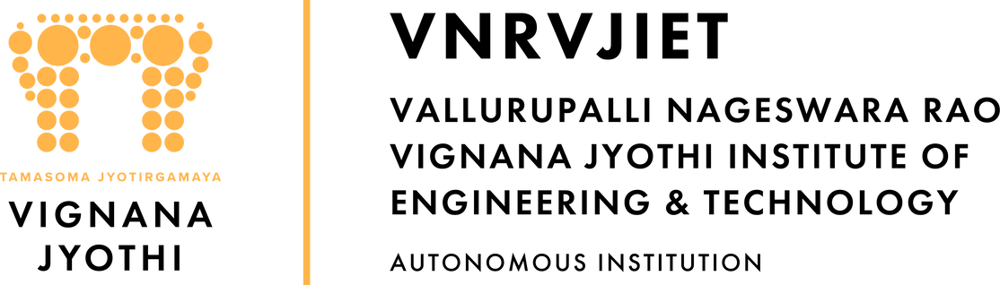 TAMASOMA JYOTIRGAMAYA
VIGNANA
JYOTHI
VNRVJIET
VALLURUPALLI NAGESWARA RAO
VIGNANA JYOTHI INSTITUTE OF
ENGINEERING & TECHNOLOGY
AUTONOMOUS INSTITUTION